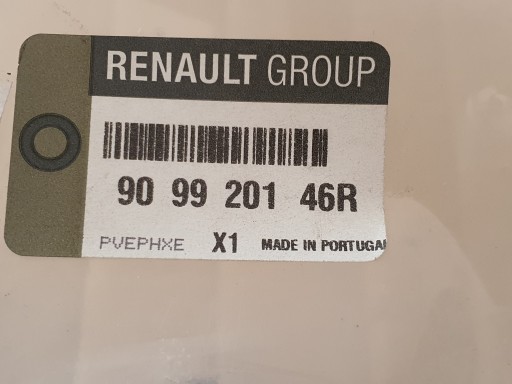 RENAULT GROUP
90 99 201 46R
PVEPHXE X1 MADE IN PORTUGAL